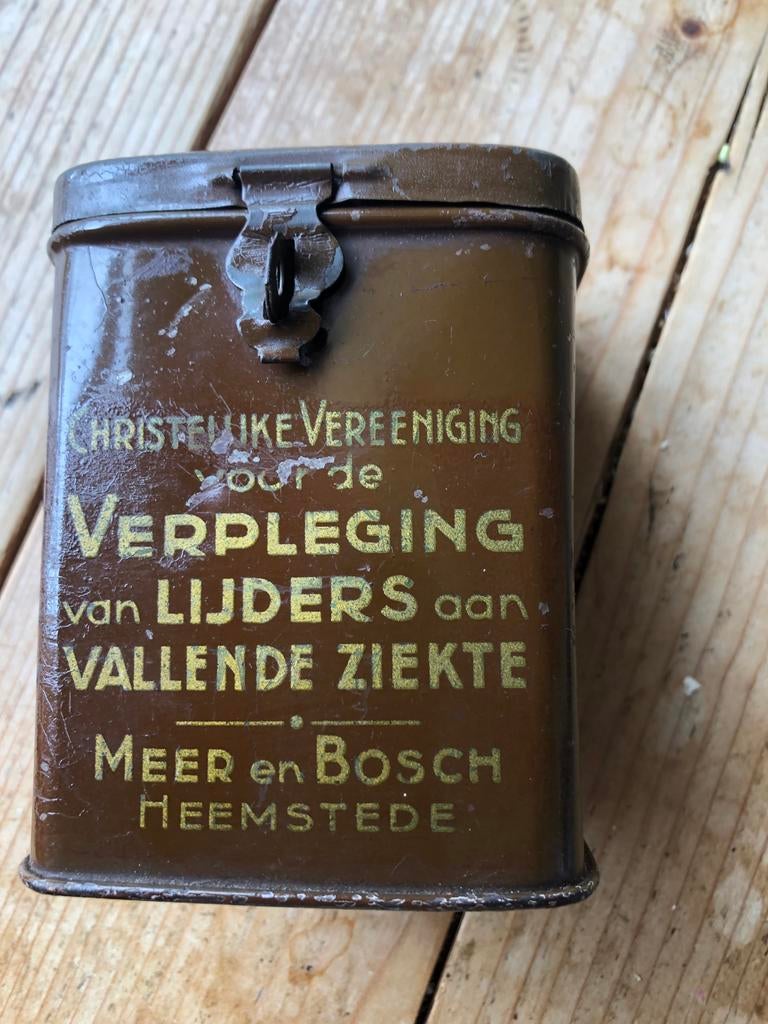 CHRISTELIJKE VEREENIGING
voor de
VERPLEGING
van LIJDERS aan
VALLENDE ZIEKTE
MEER en BOSCH
HEEMSTEDE